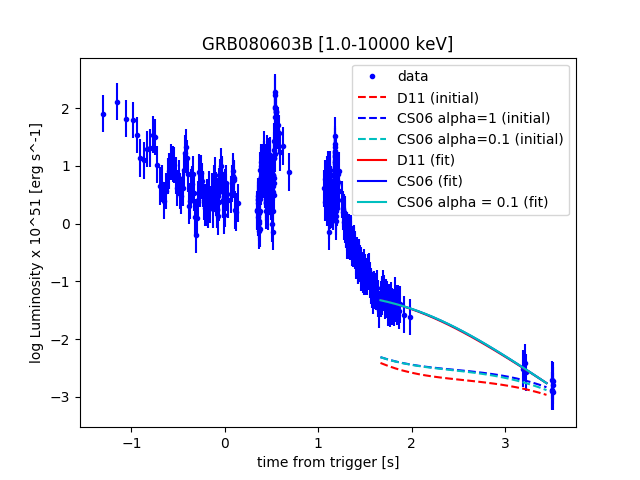 GRB080603B [1.0-10000 keV]
data
D11 (initial)
CS06 alpha=1 (initial)
CS06 alpha=0.1 (initial)
D11 (fit)
CS06 (fit)
CS06 alpha = 0.1 (fit)
log Luminosity x 10^51 [erg s^-1]
2
1
0
−1
−2
−3
−1 0 1 2 3
time from trigger [s]